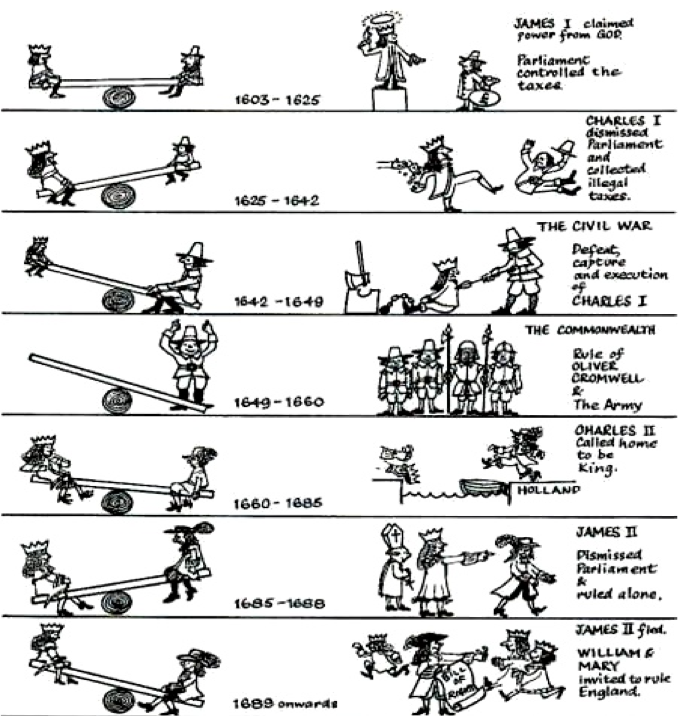 JAMES I claimed
power from GOD.
Parliament
controlled the
taxes
£
1603 - 1625
CHARLES I
dismissed
Parliament
and
collected
illegal
taxes.
1625 - 1642
THE CIVIL WAR
Defeat,
capture
and execution
of
CHARLES I
1642 - 1649
THE COMMONWEALTH
Rule of
OLIVER
CROMWELL
&
The Army
1649 - 1660
CHARLES II
Called home
to be
King.
HOLLAND
1660 - 1685
JAMES II
Dismissed
Parliament
&
ruled alone.
1685 - 1688
JAMES II fled.
WILLIAM &
MARY
invited to rule
England.
BILL
OF
RIGHTS
1689 onwards